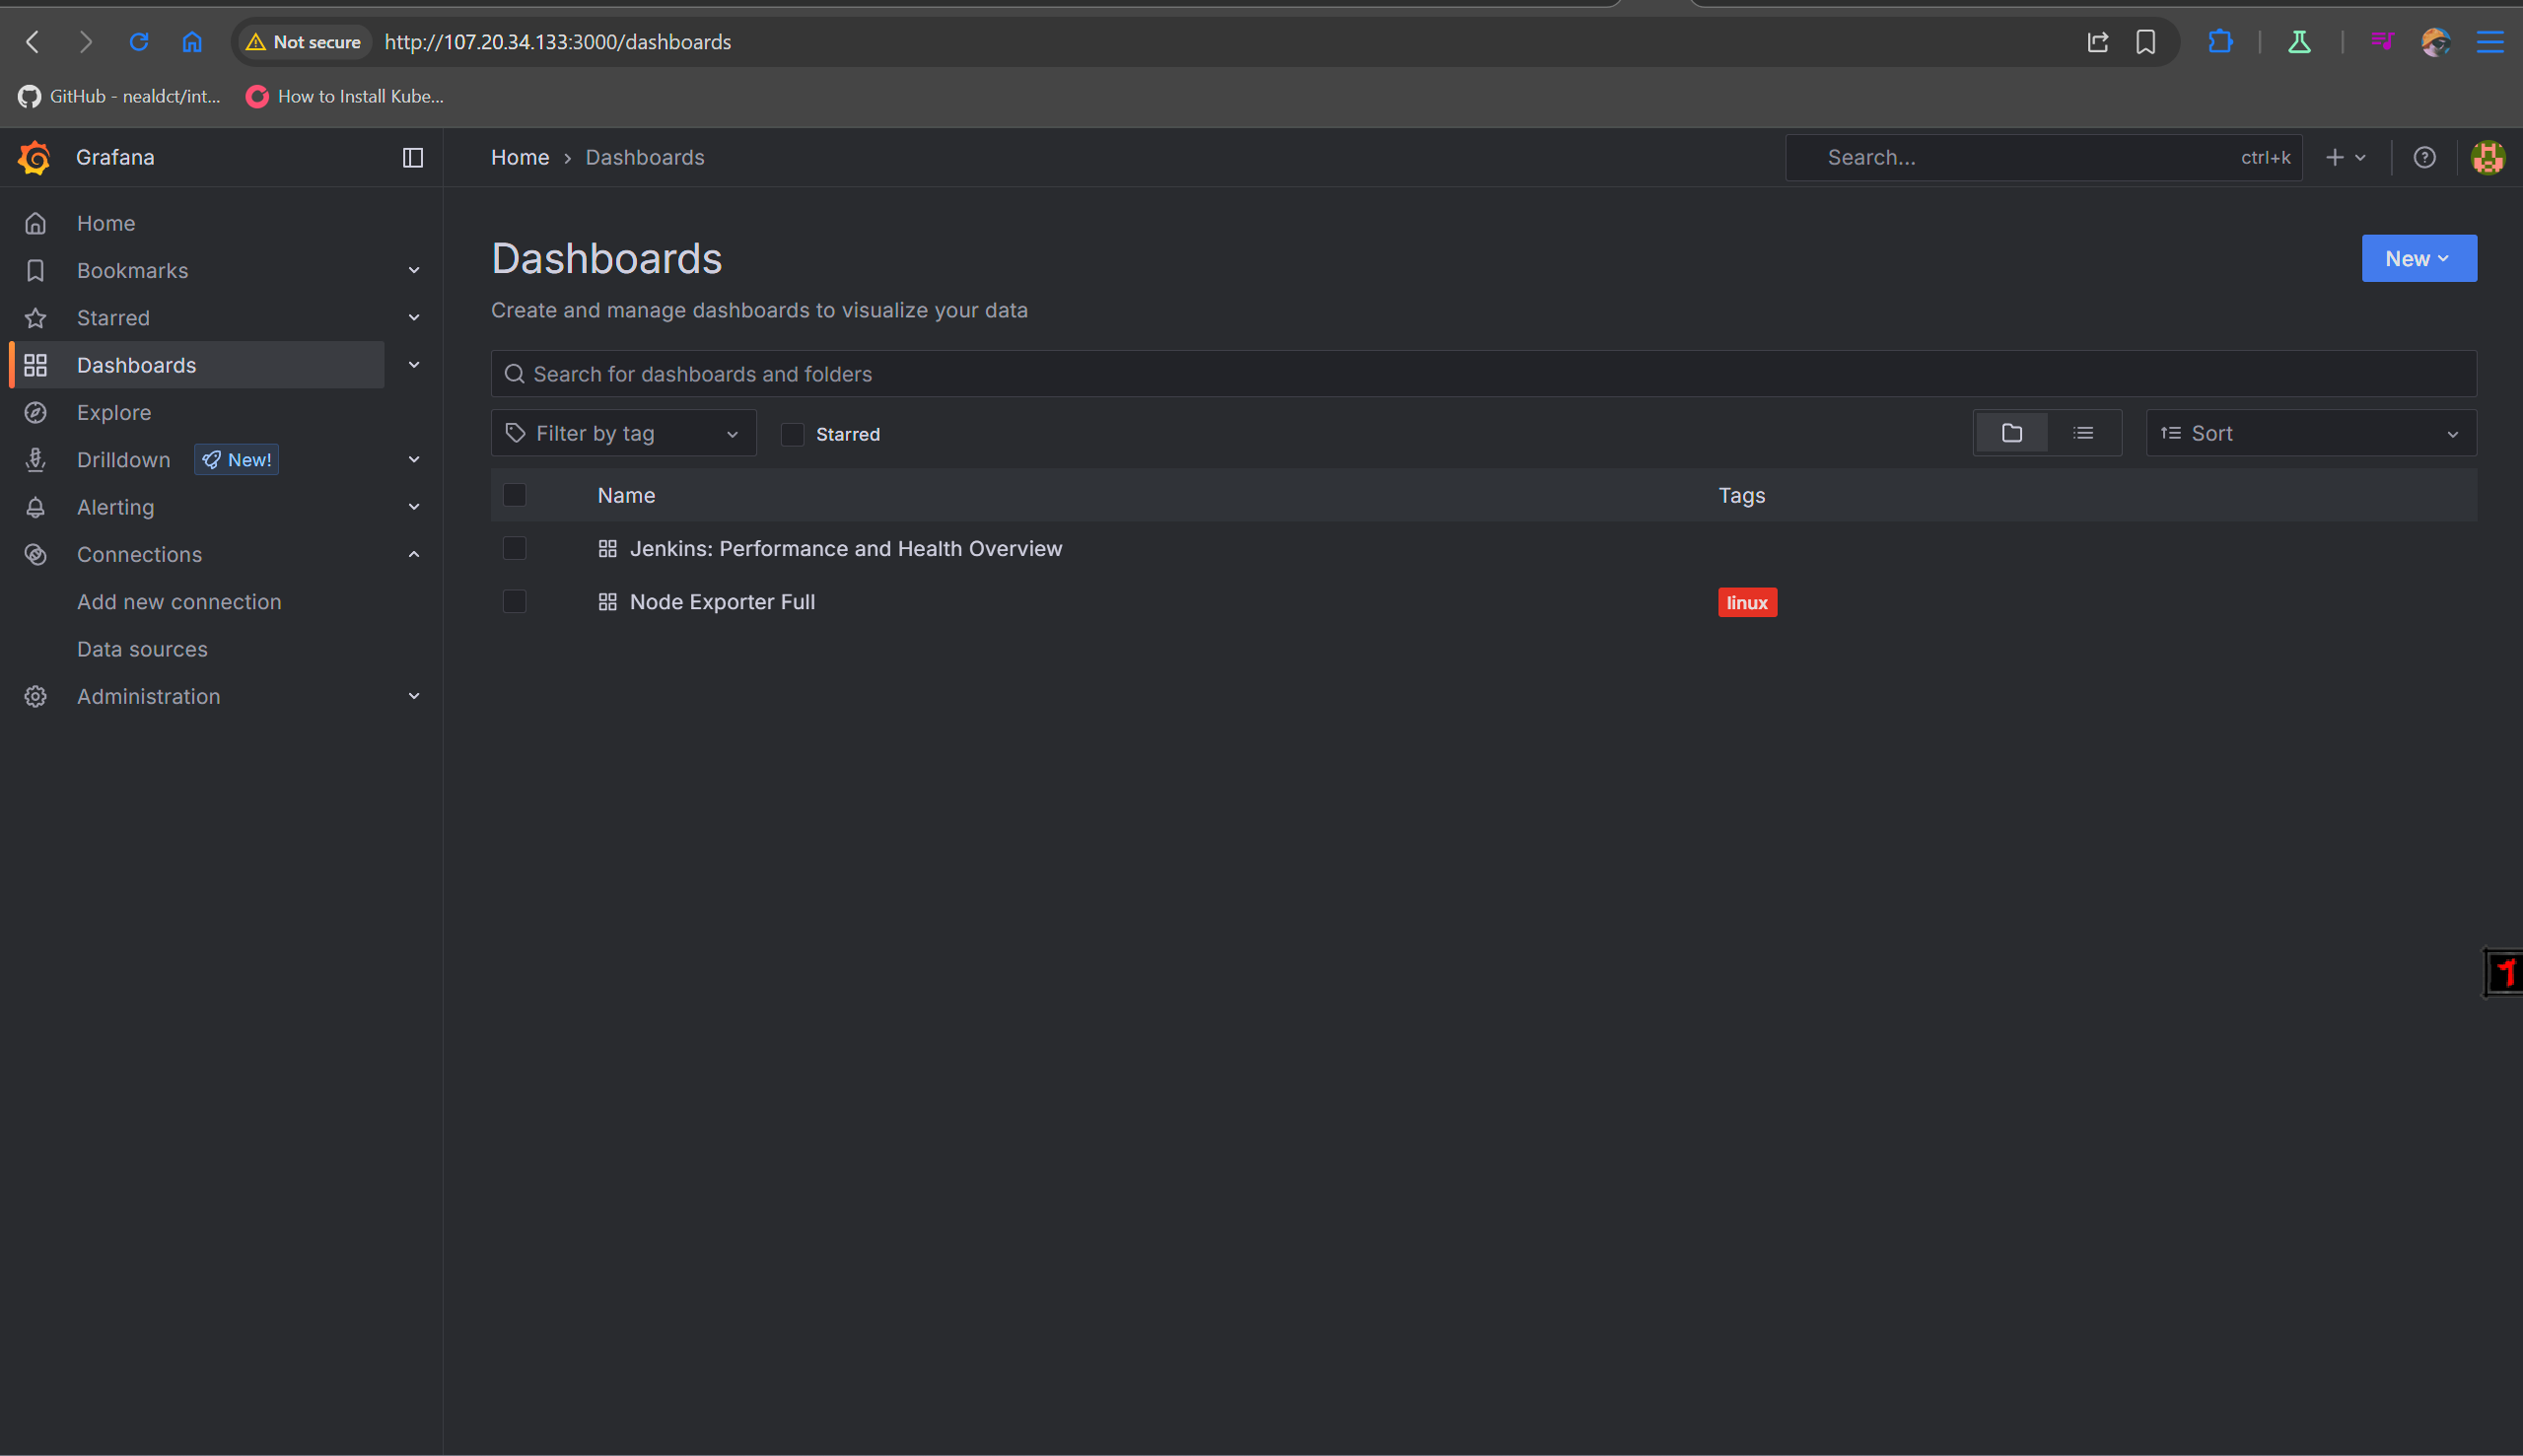 Not secure
http://107.20.34.133:3000/dashboards
GitHub - nealdct/int...
How to Install Kube...
Grafana
Home › Dashboards
Search...
ctrl+k
Home
Bookmarks
Starred
Dashboards
Explore
Drilldown
New!
Alerting
Connections
Add new connection
Data sources
Administration
Dashboards
New
Create and manage dashboards to visualize your data
Search for dashboards and folders
Filter by tag
Starred
Sort
Name
Tags
Jenkins: Performance and Health Overview
Node Exporter Full
linux